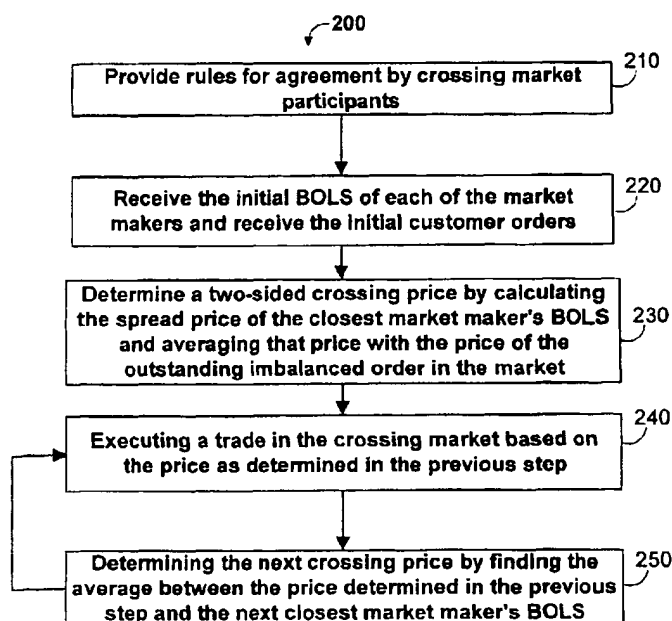 200
210
Provide rules for agreement by crossing market
participants
220
Receive the initial BOLS of each of the market
makers and receive the initial customer orders
Determine a two-sided crossing price by calculating
the spread price of the closest market maker's BOLS
and averaging that price with the price of the
outstanding imbalanced order in the market
230
240
Executing a trade in the crossing market based on
the price as determined in the previous step
Determining the next crossing price by finding the
average between the price determined in the previous
step and the next closest market maker's BOLS
250